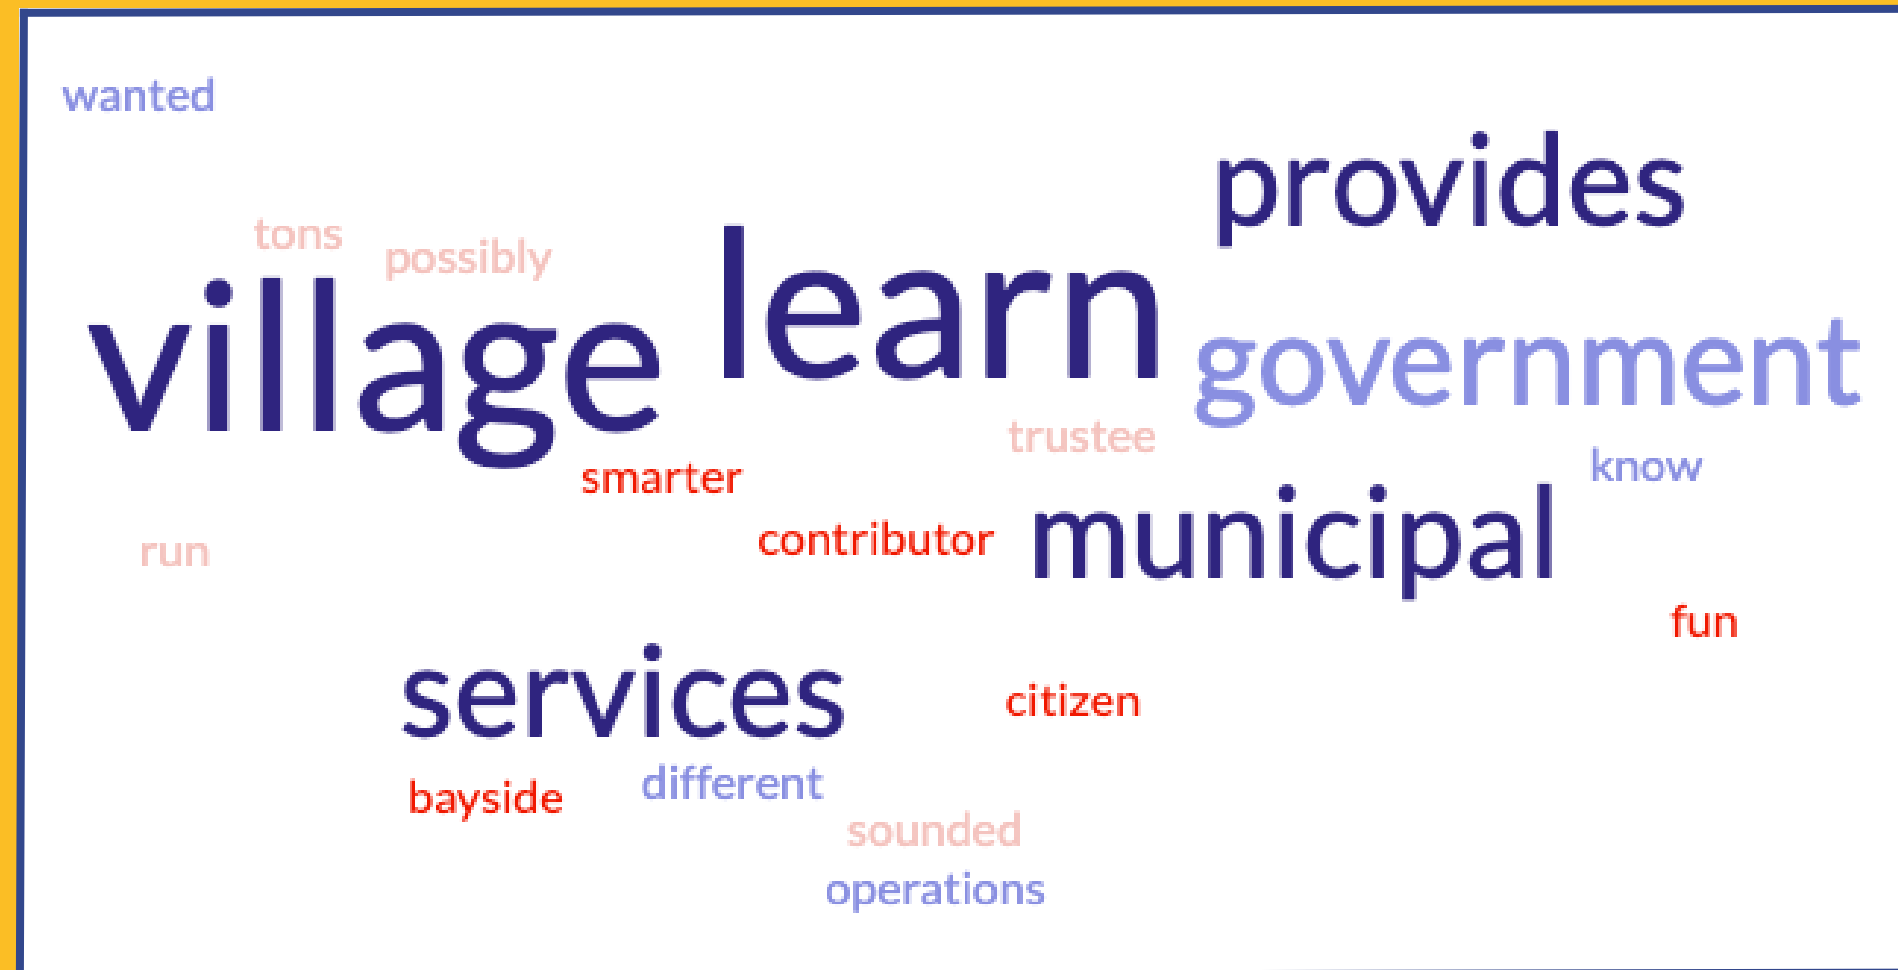 wanted
provides
tons
possibly
learn
village
government
trustee
know
smarter
contributor
municipal
run
fun
services
citizen
different
bayside
sounded
operations